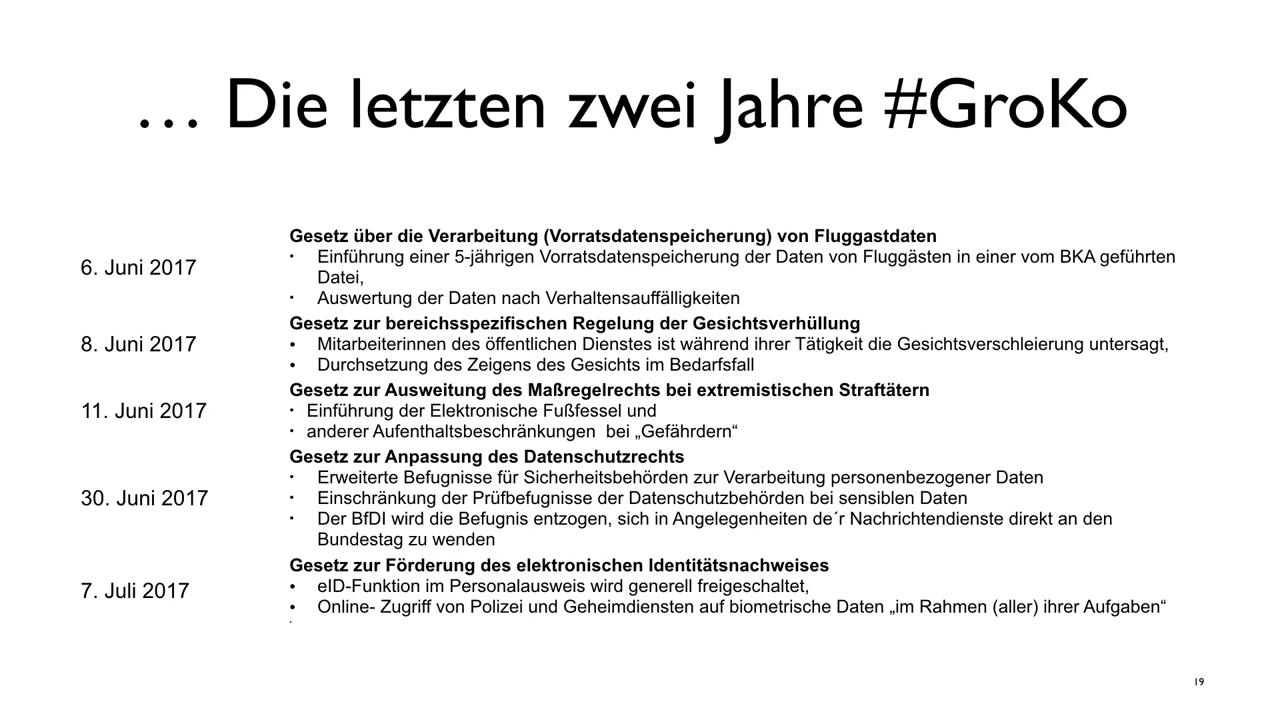 … Die letzten zwei Jahre #GroKo
6. Juni 2017
Gesetz über die Verarbeitung (Vorratsdatenspeicherung) von Fluggastdaten
• Einführung einer 5-jährigen Vorratsdatenspeicherung der Daten von Fluggästen in einer vom BKA geführten
Datei,
• Auswertung der Daten nach Verhaltensauffälligkeiten
8. Juni 2017
Gesetz zur bereichsspezifischen Regelung der Gesichtsverhüllung
• Mitarbeiterinnen des öffentlichen Dienstes ist während ihrer Tätigkeit die Gesichtsverschleierung untersagt,
• Durchsetzung des Zeigens des Gesichts im Bedarfsfall
11. Juni 2017
Gesetz zur Ausweitung des Maßregelrechts bei extremistischen Straftätern
• Einführung der Elektronische Fußfessel und
• anderer Aufenthaltsbeschränkungen  bei „Gefährdern“
30. Juni 2017
Gesetz zur Anpassung des Datenschutzrechts
• Erweiterte Befugnisse für Sicherheitsbehörden zur Verarbeitung personenbezogener Daten
• Einschränkung der Prüfbefugnisse der Datenschutzbehörden bei sensiblen Daten
• Der BfDI wird die Befugnis entzogen, sich in Angelegenheiten de´r Nachrichtendienste direkt an den
Bundestag zu wenden
7. Juli 2017
Gesetz zur Förderung des elektronischen Identitätsnachweises
• eID-Funktion im Personalausweis wird generell freigeschaltet,
• Online- Zugriff von Polizei und Geheimdiensten auf biometrische Daten „im Rahmen (aller) ihrer Aufgaben“
19